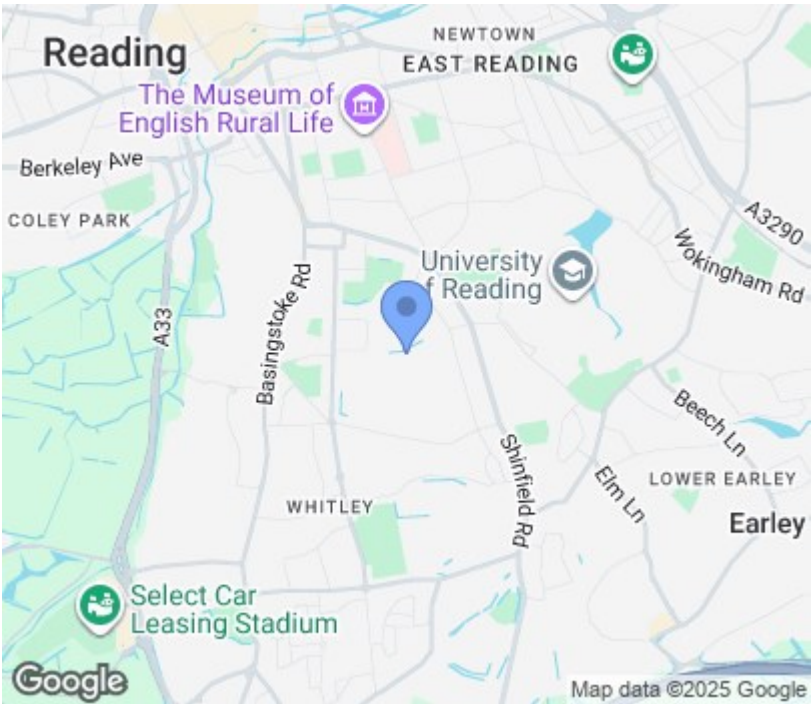 Reading
NEWTOWN
EAST READING
The Museum of
English Rural Life
Berkeley Ave
COLEY PARK
A3290
Wokingham Rd
University
of Reading
A33
Basingstoke Rd
Beech Ln
Shinfield Rd
Elm Ln
LOWER EARLEY
WHITLEY
Earley
Select Car
Leasing Stadium
Google
Map data ©2025 Google